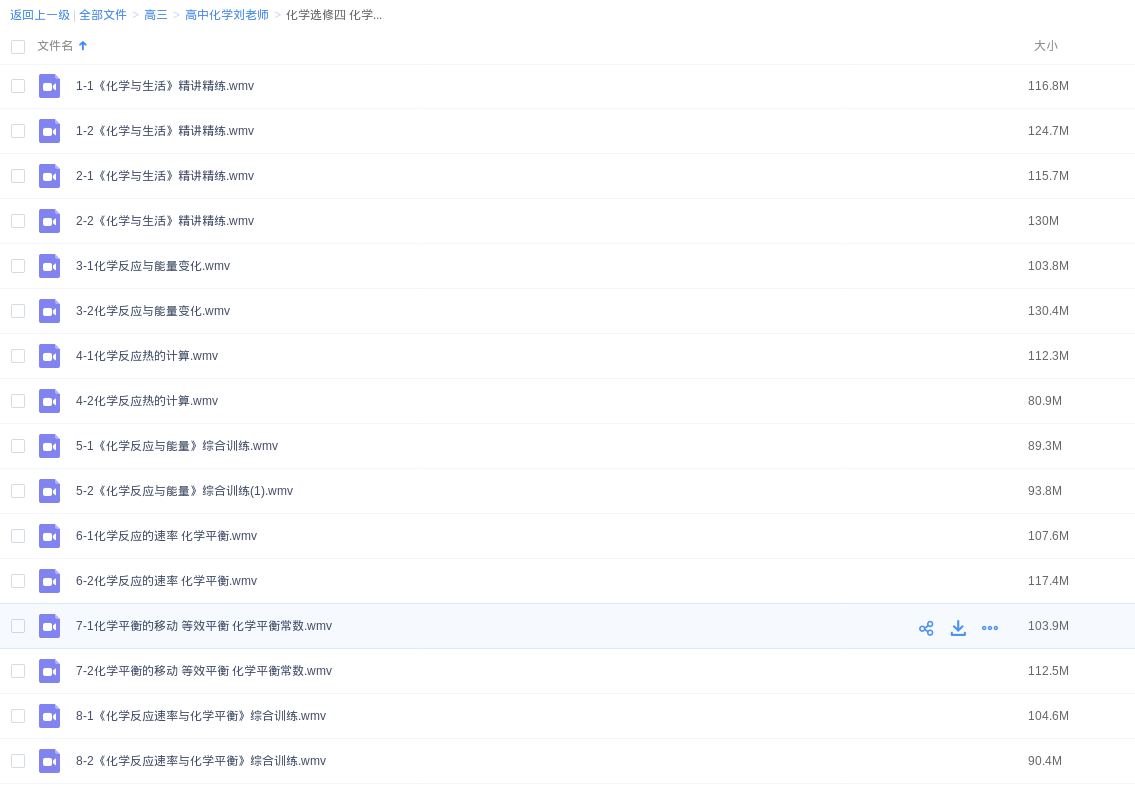 返回上一级 | 全部文件 > 高三 > 高中化学刘老师 > 化学选修四 化学...
文件名 大小
1-1《化学与生活》精讲精练.wmv 116.8M
1-2《化学与生活》精讲精练.wmv 124.7M
2-1《化学与生活》精讲精练.wmv 115.7M
2-2《化学与生活》精讲精练.wmv 130M
3-1化学反应与能量变化.wmv 103.8M
3-2化学反应与能量变化.wmv 130.4M
4-1化学反应热的计算.wmv 112.3M
4-2化学反应热的计算.wmv 80.9M
5-1《化学反应与能量》综合训练.wmv 89.3M
5-2《化学反应与能量》综合训练(1).wmv 93.8M
6-1化学反应的速率 化学平衡.wmv 107.6M
6-2化学反应的速率 化学平衡.wmv 117.4M
7-1化学平衡的移动 等效平衡 化学平衡常数.wmv 103.9M
7-2化学平衡的移动 等效平衡 化学平衡常数.wmv 112.5M
8-1《化学反应速率与化学平衡》综合训练.wmv 104.6M
8-2《化学反应速率与化学平衡》综合训练.wmv 90.4M